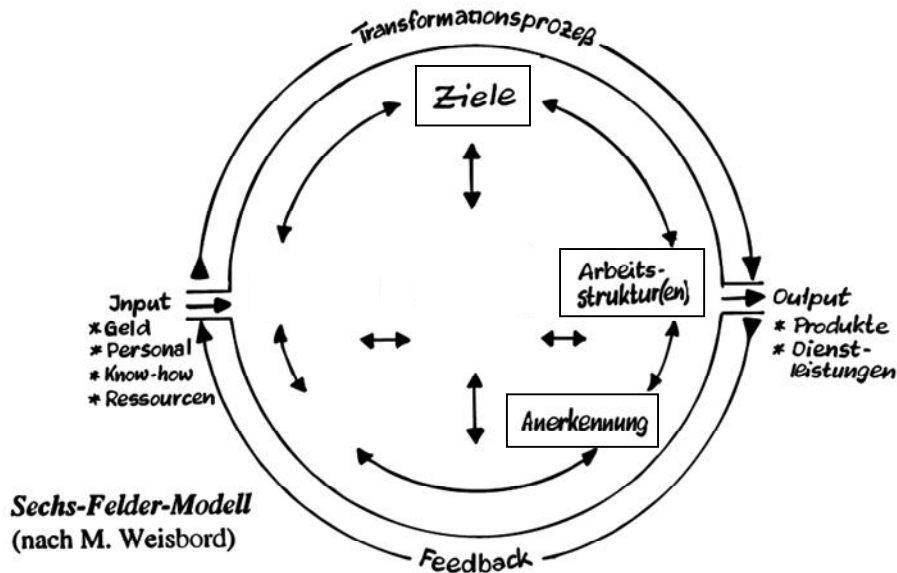 Transformationsprozeß
Ziele
Arbeits-
struktur(en)
Input
* Geld
* Personal
* Know-how
* Ressourcen
Output
* Produkte
* Dienst-
leistungen
Anerkennung
Sechs-Felder-Modell
(nach M. Weisbord)
Feedback